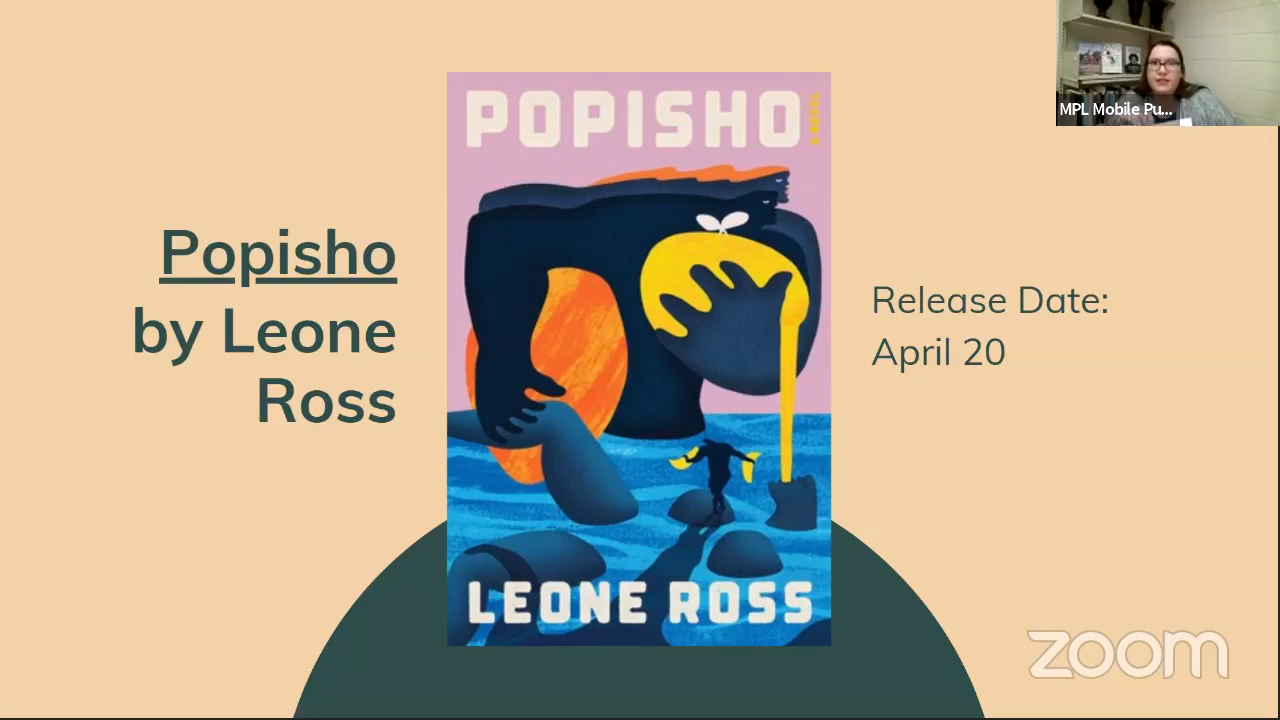 Popisho
by Leone
Ross
POPISHO
A NOVEL
LEONE ROSS
Release Date:
April 20
MPL Mobile Pu...
zoom